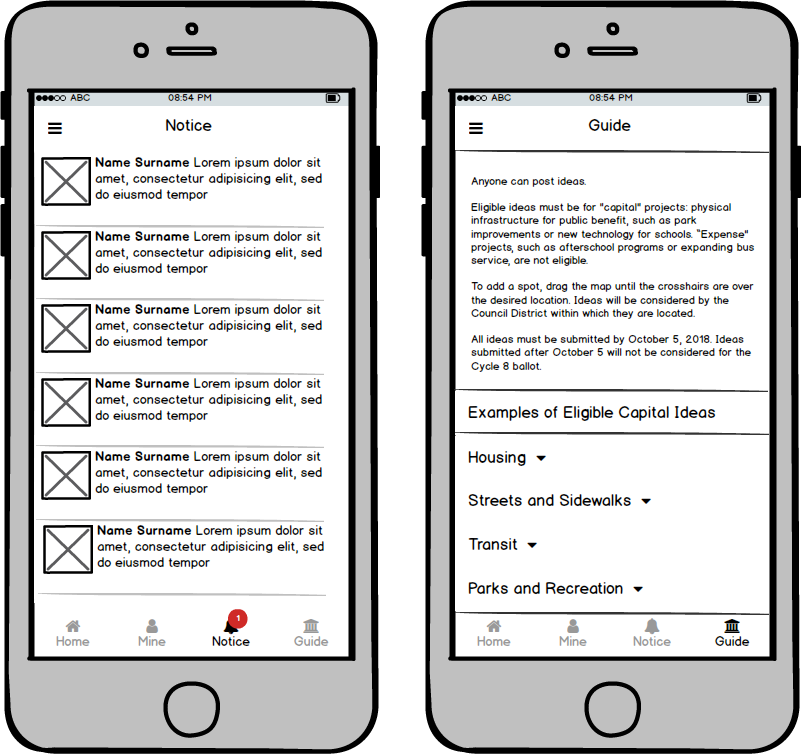 ABC 08:54 PM
Notice
Name Surname Lorem ipsum dolor sit
amet, consectetur adipisicing elit, sed
do eiusmod tempor
Name Surname Lorem ipsum dolor sit
amet, consectetur adipisicing elit, sed
do eiusmod tempor
Name Surname Lorem ipsum dolor sit
amet, consectetur adipisicing elit, sed
do eiusmod tempor
Name Surname Lorem ipsum dolor sit
amet, consectetur adipisicing elit, sed
do eiusmod tempor
Name Surname Lorem ipsum dolor sit
amet, consectetur adipisicing elit, sed
do eiusmod tempor
Name Surname Lorem ipsum dolor sit
amet, consectetur adipisicing elit, sed
do eiusmod tempor
1
Home Mine Notice Guide
ABC 08:54 PM
Guide
Anyone can post ideas.
Eligible ideas must be for "capital" projects: physical
infrastructure for public benefit, such as park
improvements or new technology for schools. "Expense"
projects, such as afterschool programs or expanding bus
service, are not eligible.
To add a spot, drag the map until the crosshairs are over
the desired location. Ideas will be considered by the
Council District within which they are located.
All ideas must be submitted by October 5, 2018. Ideas
submitted after October 5 will not be considered for the
Cycle 8 ballot.
Examples of Eligible Capital Ideas
Housing
Streets and Sidewalks
Transit
Parks and Recreation
Home Mine Notice Guide